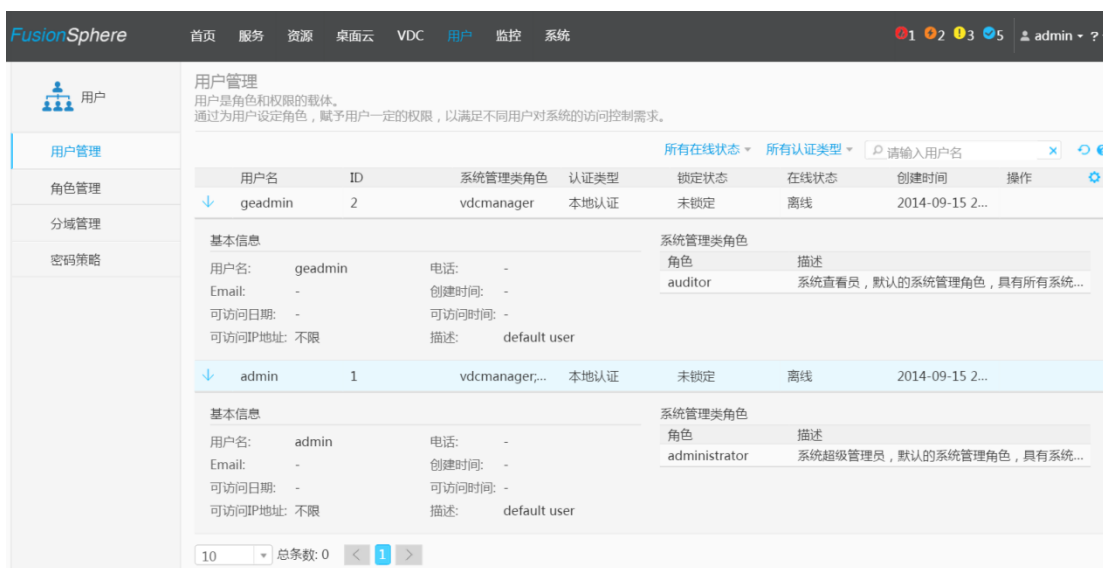 FusionSphere 首页 服务 资源 桌面云 VDC 用户 监控 系统 1 2 3 5 admin ?
用户
用户管理
角色管理
分域管理
密码策略
用户管理
用户是角色和权限的载体。
通过为用户设定角色，赋予用户一定的权限，以满足不同用户对系统的访问控制需求。
所有在线状态 所有认证类型 请输入用户名
用户名 ID 系统管理类角色 认证类型 锁定状态 在线状态 创建时间 操作
geadmin 2 vdcmanager 本地认证 未锁定 离线 2014-09-15 2...
基本信息
用户名: geadmin 电话: -
Email: - 创建时间: -
可访问日期: - 可访问时间: -
可访问IP地址: 不限 描述: default user
系统管理类角色
角色 描述
auditor 系统查看员，默认的系统管理角色，具有所有系统...
admin 1 vdcmanager;... 本地认证 未锁定 离线 2014-09-15 2...
基本信息
用户名: admin 电话: -
Email: - 创建时间: -
可访问日期: - 可访问时间: -
可访问IP地址: 不限 描述: default user
系统管理类角色
角色 描述
administrator 系统超级管理员，默认的系统管理角色，具有系统...
10 总条数: 0 < 1 >